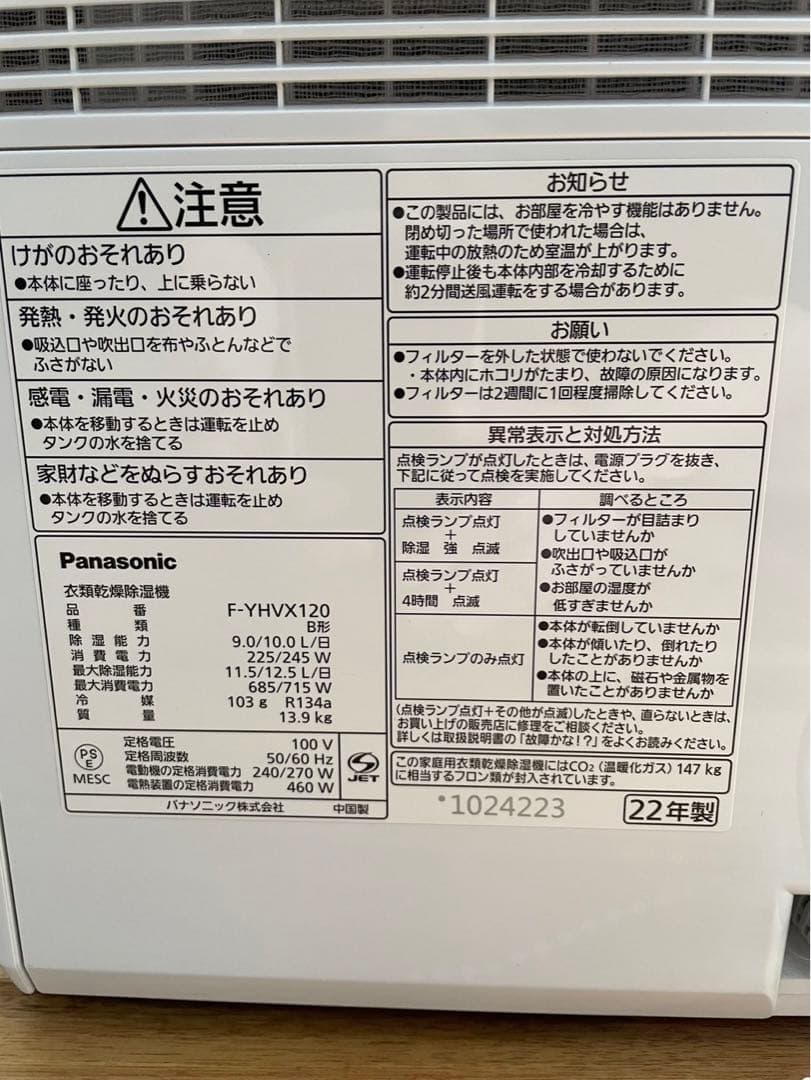 注意
けがのおそれあり
●本体に座ったり、上に乗らない
発熱・発火のおそれあり
●吸込口や吹出口を布やふとんなどで
ふさがない
感電・漏電・火災のおそれあり
●本体を移動するときは運転を止め
タンクの水を捨てる
家財などをぬらすおそれあり
●本体を移動するときは運転を止め
タンクの水を捨てる
Panasonic
衣類乾燥除湿機
品番 F-YHVX120
種類 B形
除湿能力 9.0/10.0 L/日
消費電力 225/245 W
最大除湿能力 11.5/12.5 L/日
最大消費電力 685/715 W
冷媒 103 g R134a
質量 13.9 kg
PS
E
MESC
定格電圧 100 V
定格周波数 50/60 Hz
電動機の定格消費電力 240/270 W
電熱装置の定格消費電力 460 W
JET
パナソニック株式会社 中国製
お知らせ
●この製品には、お部屋を冷やす機能はありません。
閉め切った場所で使われた場合は、
運転中の放熱のため室温が上がります。
●運転停止後も本体内部を冷却するために
約2分間送風運転をする場合があります。
お願い
●フィルターを外した状態で使わないでください。
・本体内にホコリがたまり、故障の原因になります。
●フィルターは2週間に1回程度掃除してください。
異常表示と対処方法
点検ランプが点灯したときは、電源プラグを抜き、
下記に従って点検を実施してください。
表示内容 調べるところ
点検ランプ点灯
+
除湿 強 点滅
点検ランプ点灯
+
4時間 点滅
●フィルターが目詰まり
していませんか
●吹出口や吸込口が
ふさがっていませんか
●お部屋の湿度が
低すぎませんか
点検ランプのみ点灯
●本体が転倒していませんか
●本体が傾いたり、倒れたり
したことがありませんか
●本体の上に、磁石や金属物を
置いたことがありませんか
(点検ランプ点灯+その他が点滅)したときや、直らないときは、
お買い上げの販売店に修理をご相談ください。
詳しくは取扱説明書の「故障かな!?」をよくお読みください。
この家庭用衣類乾燥除湿機にはCO2(温暖化ガス) 147 kg
に相当するフロン類が封入されています。
*1024223
22年製